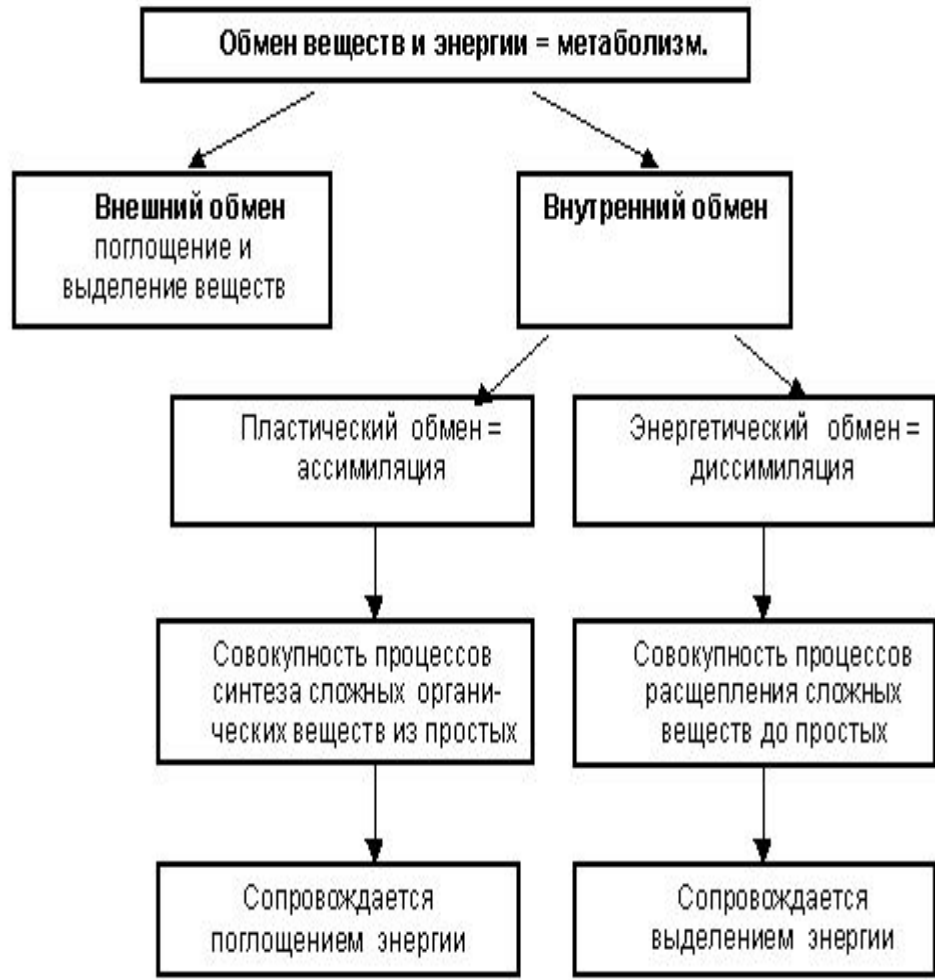 Обмен веществ и энергии = метаболизм.
Внешний обмен
поглощение и
выделение веществ
Внутренний обмен
Пластический обмен =
ассимиляция
Энергетический обмен =
диссимиляция
Совокупность процессов
синтеза сложных органи-
ческих веществ из простых
Совокупность процессов
расщепления сложных
веществ до простых
Сопровождается
поглощением энергии
Сопровождается
выделением энергии